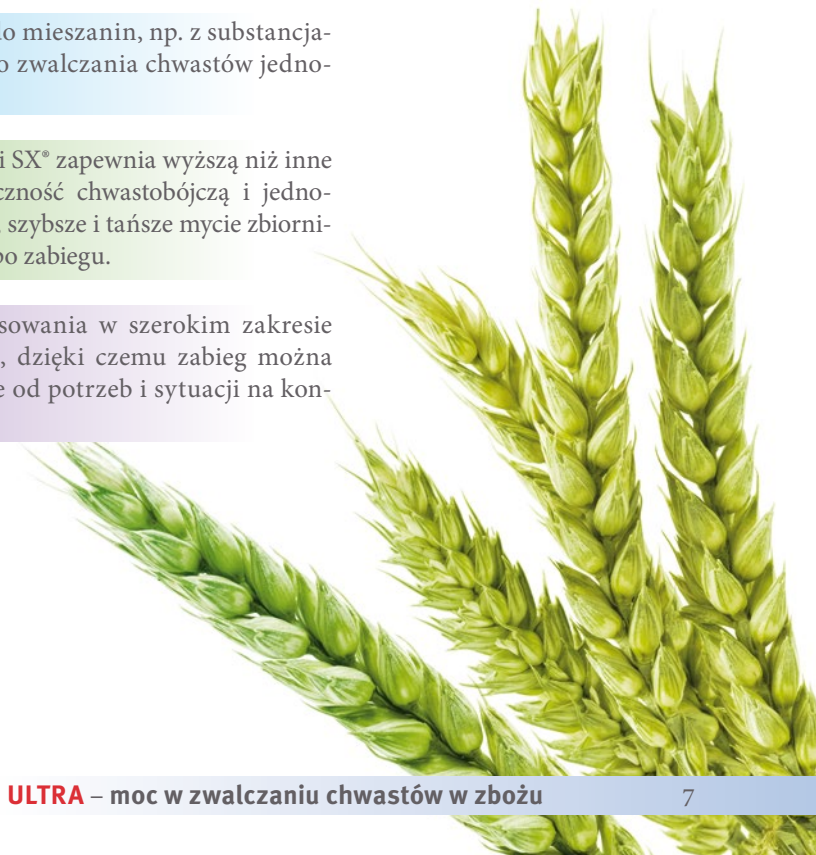 do mieszanin, np. z substancja-
o zwalczania chwastów jedno-
i SX® zapewnia wyższą niż inne
czność chwastobójczą i jedno-
szybsze i tańsze mycie zbiorni-
po zabiegu.
sowania w szerokim zakresie
, dzięki czemu zabieg można
e od potrzeb i sytuacji na kon-
ULTRA – moc w zwalczaniu chwastów w zbożu 7